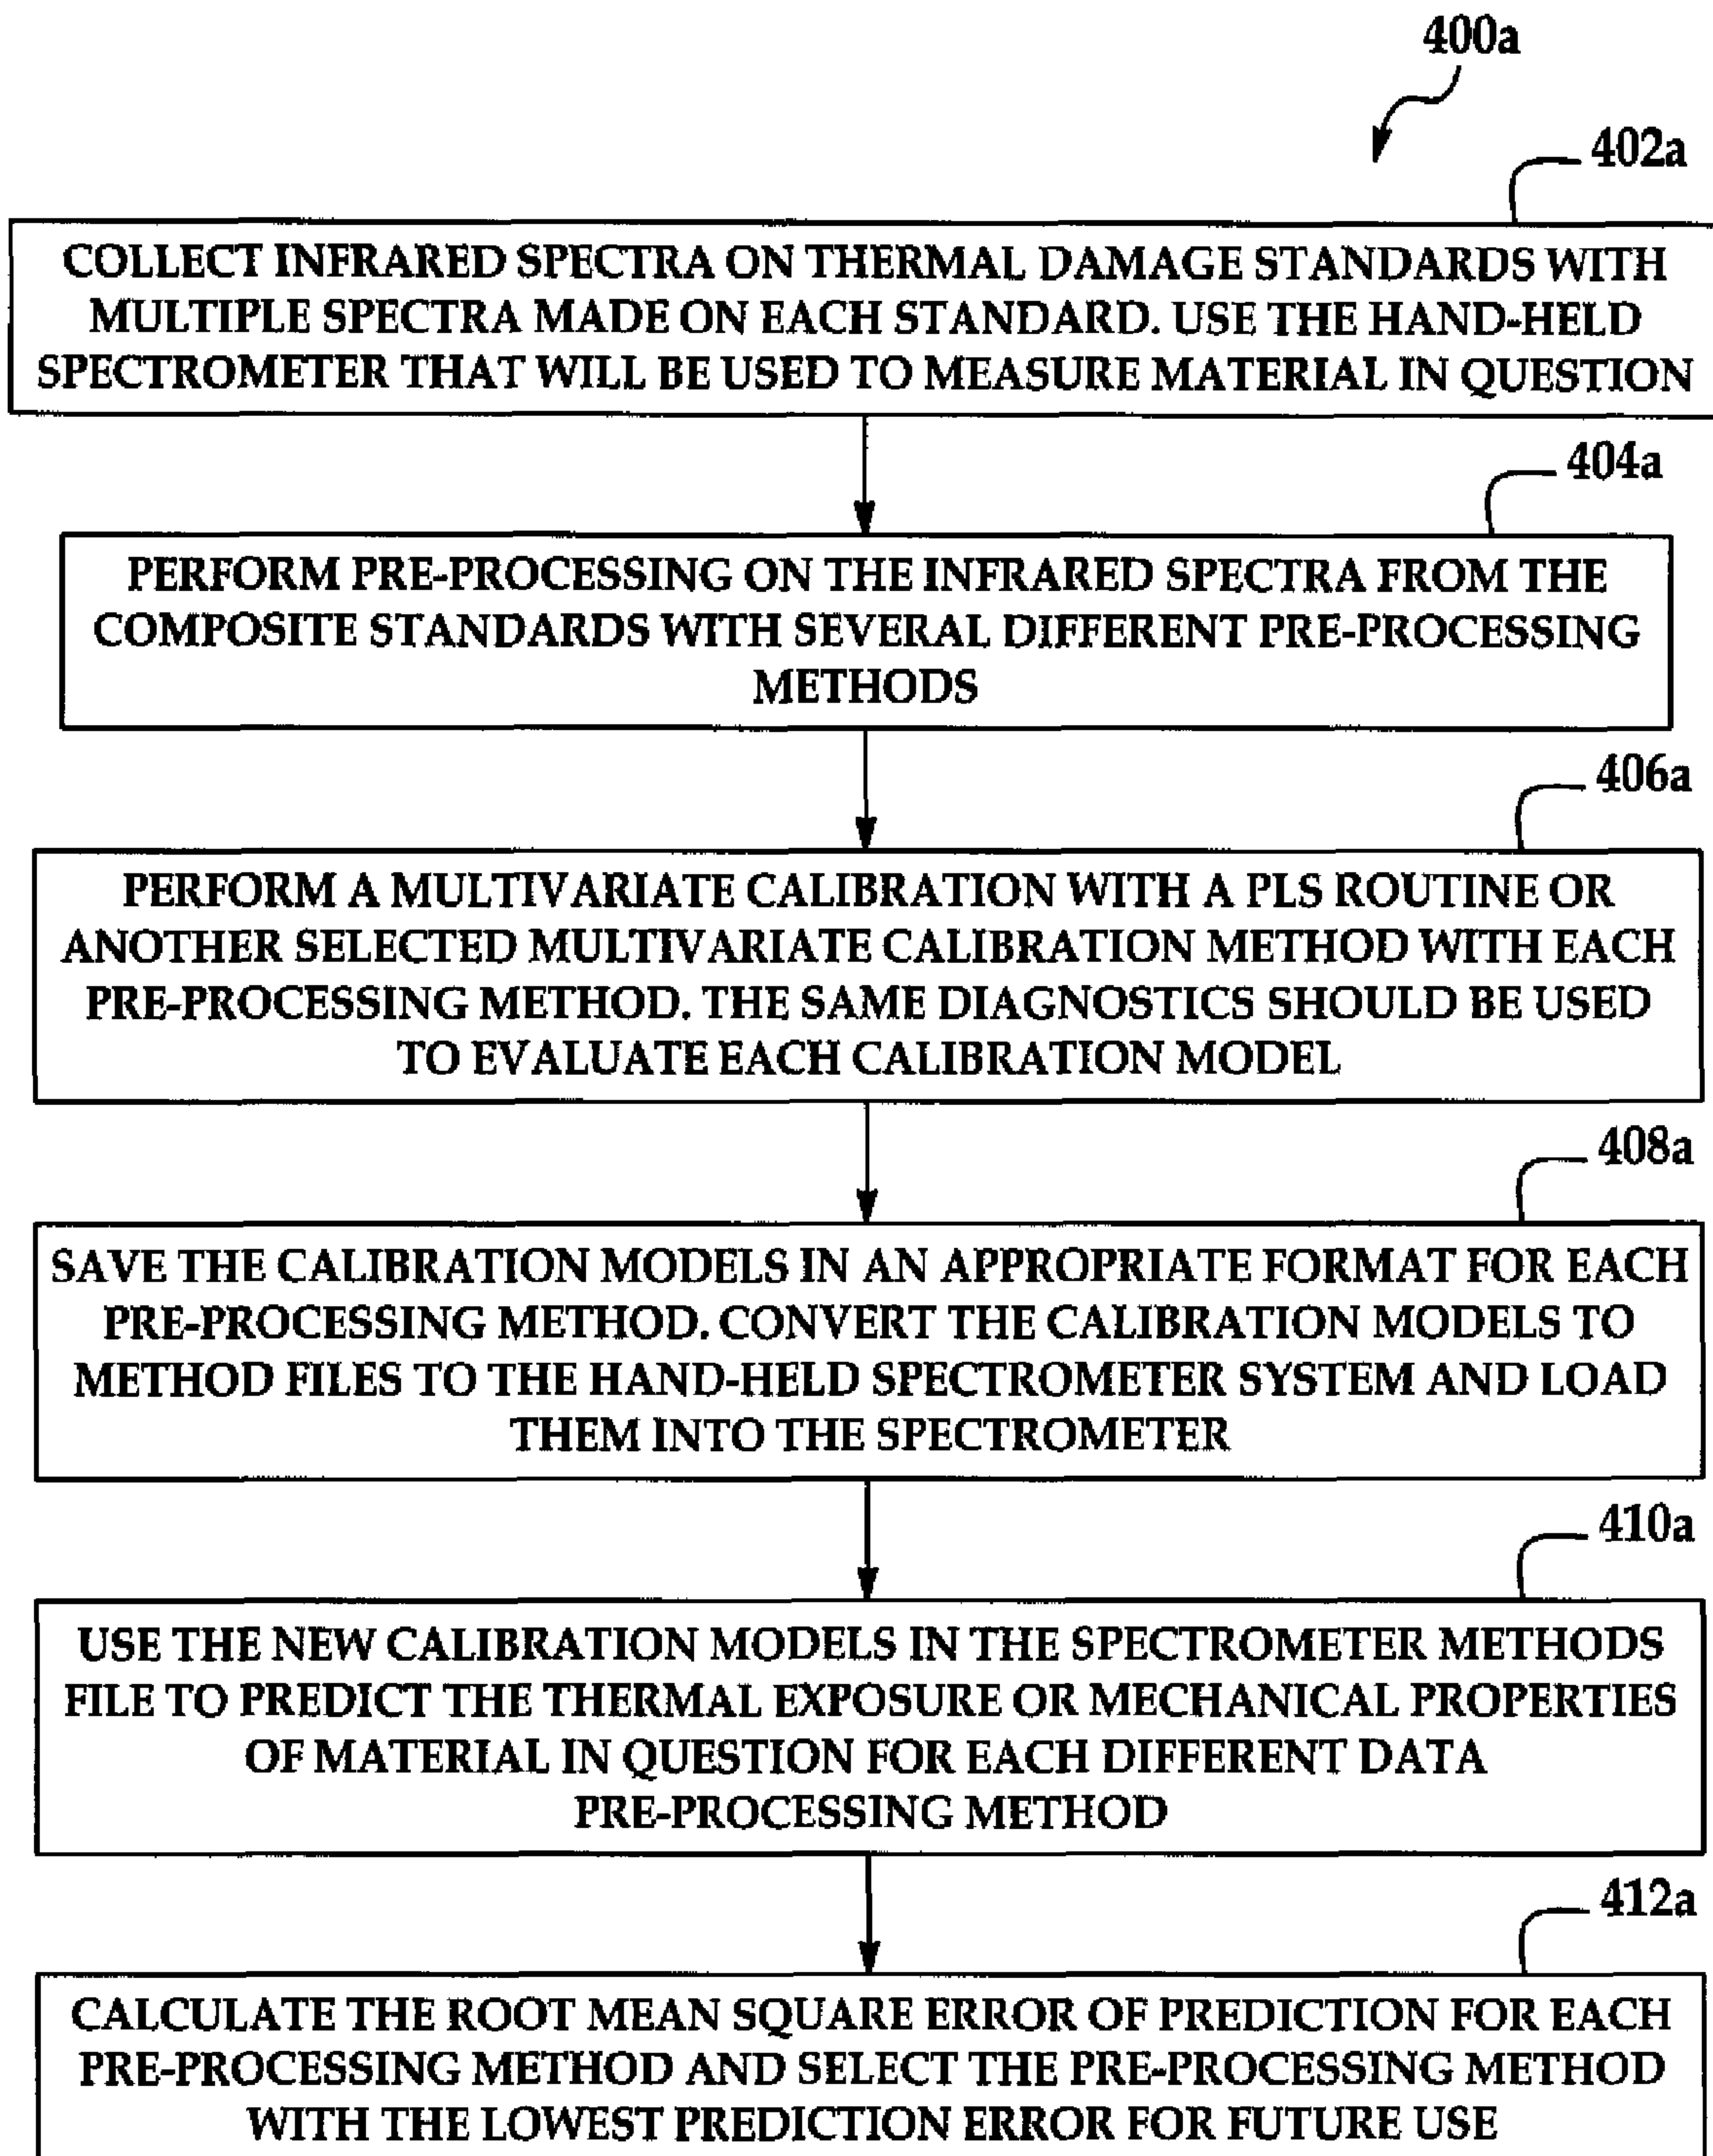 400a
402a
COLLECT INFRARED SPECTRA ON THERMAL DAMAGE STANDARDS WITH
MULTIPLE SPECTRA MADE ON EACH STANDARD. USE THE HAND-HELD
SPECTROMETER THAT WILL BE USED TO MEASURE MATERIAL IN QUESTION
404a
PERFORM PRE-PROCESSING ON THE INFRARED SPECTRA FROM THE
COMPOSITE STANDARDS WITH SEVERAL DIFFERENT PRE-PROCESSING
METHODS
406a
PERFORM A MULTIVARIATE CALIBRATION WITH A PLS ROUTINE OR
ANOTHER SELECTED MULTIVARIATE CALIBRATION METHOD WITH EACH
PRE-PROCESSING METHOD. THE SAME DIAGNOSTICS SHOULD BE USED
TO EVALUATE EACH CALIBRATION MODEL
408a
SAVE THE CALIBRATION MODELS IN AN APPROPRIATE FORMAT FOR EACH
PRE-PROCESSING METHOD. CONVERT THE CALIBRATION MODELS TO
METHOD FILES TO THE HAND-HELD SPECTROMETER SYSTEM AND LOAD
THEM INTO THE SPECTROMETER
410a
USE THE NEW CALIBRATION MODELS IN THE SPECTROMETER METHODS
FILE TO PREDICT THE THERMAL EXPOSURE OR MECHANICAL PROPERTIES
OF MATERIAL IN QUESTION FOR EACH DIFFERENT DATA
PRE-PROCESSING METHOD
412a
CALCULATE THE ROOT MEAN SQUARE ERROR OF PREDICTION FOR EACH
PRE-PROCESSING METHOD AND SELECT THE PRE-PROCESSING METHOD
WITH THE LOWEST PREDICTION ERROR FOR FUTURE USE